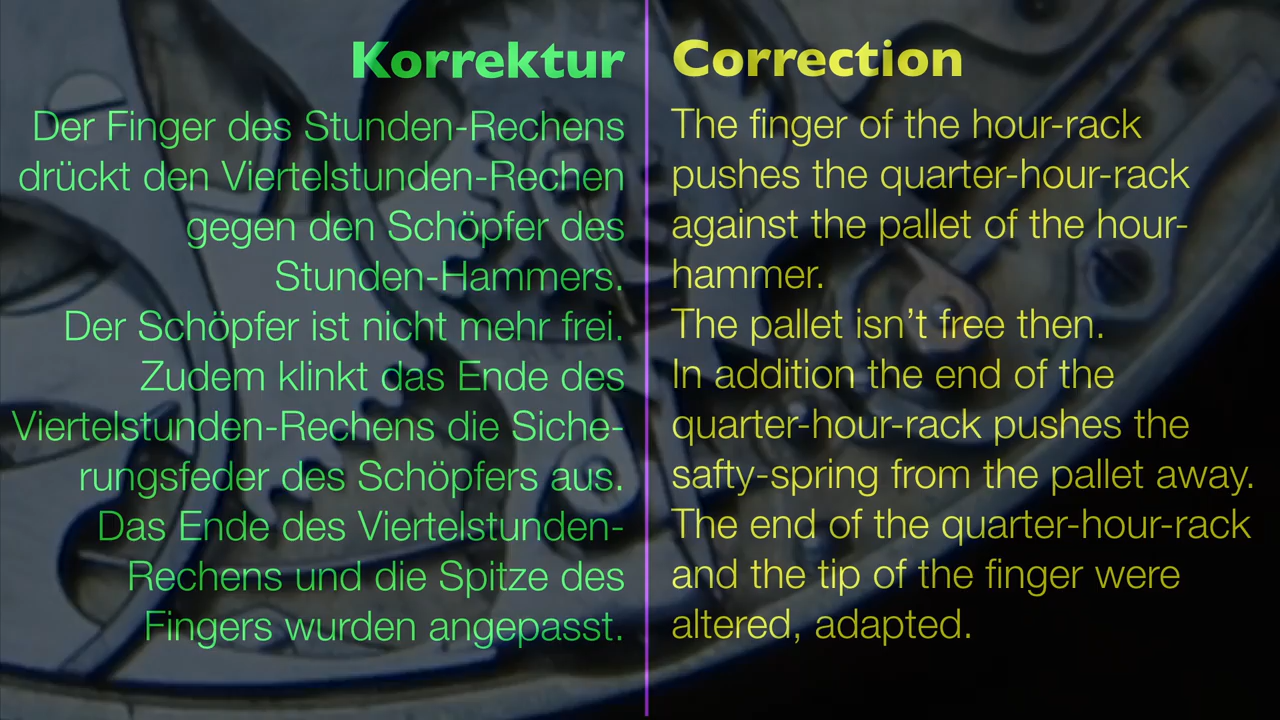 Korrektur
Der Finger des Stunden-Rechens
drückt den Viertelstunden-Rechen
gegen den Schöpfer des
Stunden-Hammers.
Der Schöpfer ist nicht mehr frei.
Zudem klinkt das Ende des
Viertelstunden-Rechens die Siche-
rungsfeder des Schöpfers aus.
Das Ende des Viertelstunden-
Rechens und die Spitze des
Fingers wurden angepasst.
Correction
The finger of the hour-rack
pushes the quarter-hour-rack
against the pallet of the hour-
hammer.
The pallet isn’t free then.
In addition the end of the
quarter-hour-rack pushes the
safty-spring from the pallet away.
The end of the quarter-hour-rack
and the tip of the finger were
altered, adapted.